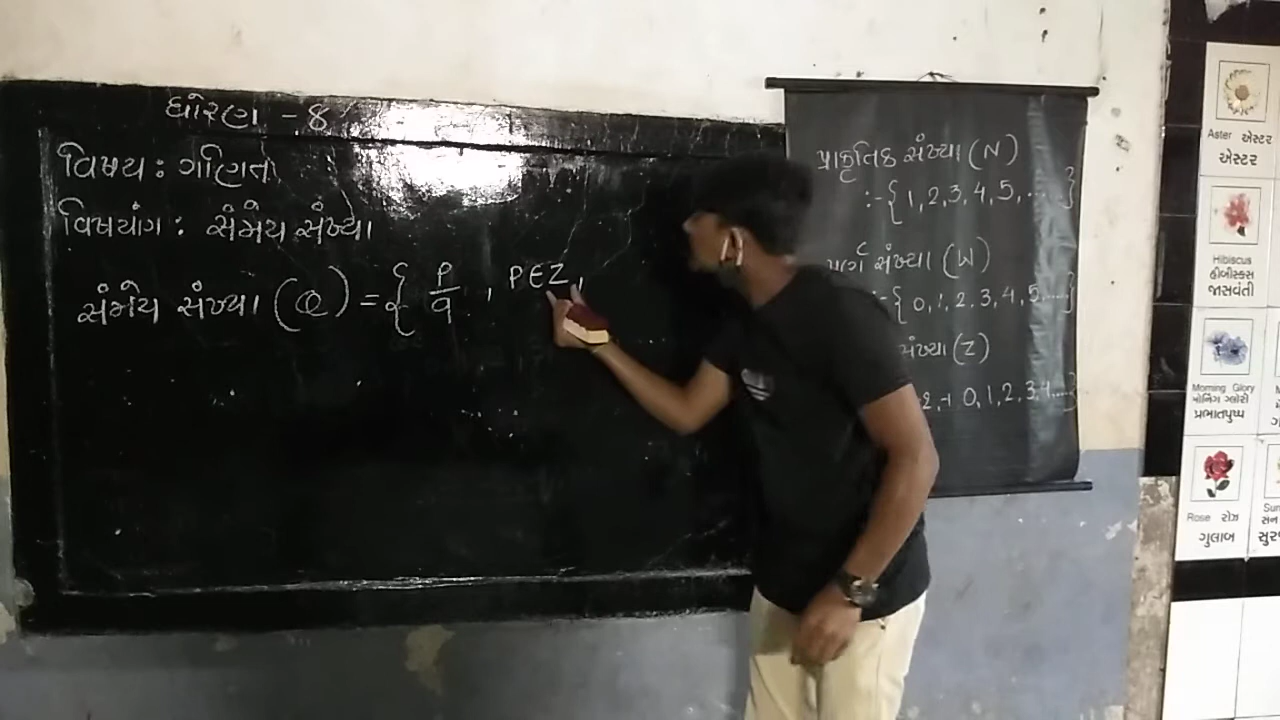 ધોરણ - 8
વિષય : ગણિત
વિષયાંગ : સંમેય સંખ્યા
સંમેય સંખ્યા (Q) = { P/q , P∈Z,
પ્રાકૃતિક સંખ્યા (N)
:-{ 1, 2, 3, 4, 5, ... }
સંખ્યા (W)
:-{ 0, 1, 2, 3, 4, 5, .... }
સંખ્યા (Z)
2, -1 0, 1, 2, 3, 4 .... }
Aster એસ્ટર
એસ્ટર
Hibiscus
હીબીસ્કસ
જાસવંતી
Morning Glory
મોર્નિંગ ગ્લોરી
પ્રભાતપુષ્પ
Rose રોઝ
ગુલાબ